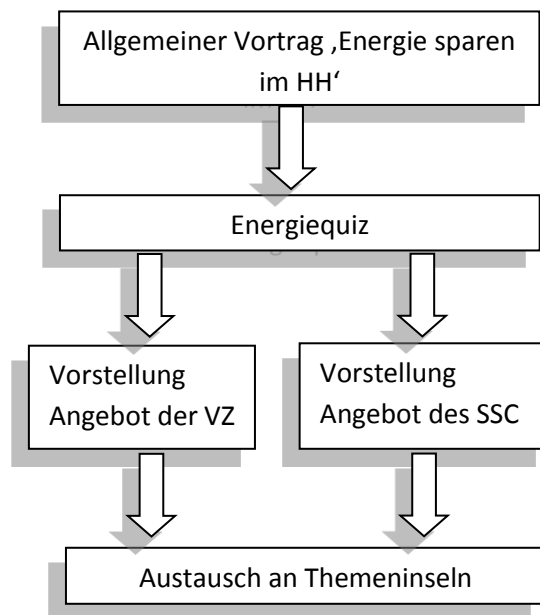 Allgemeiner Vortrag ‚Energie sparen
im HH‘
Energiequiz
Vorstellung
Angebot der VZ
Vorstellung
Angebot des SSC
Austausch an Themeninseln